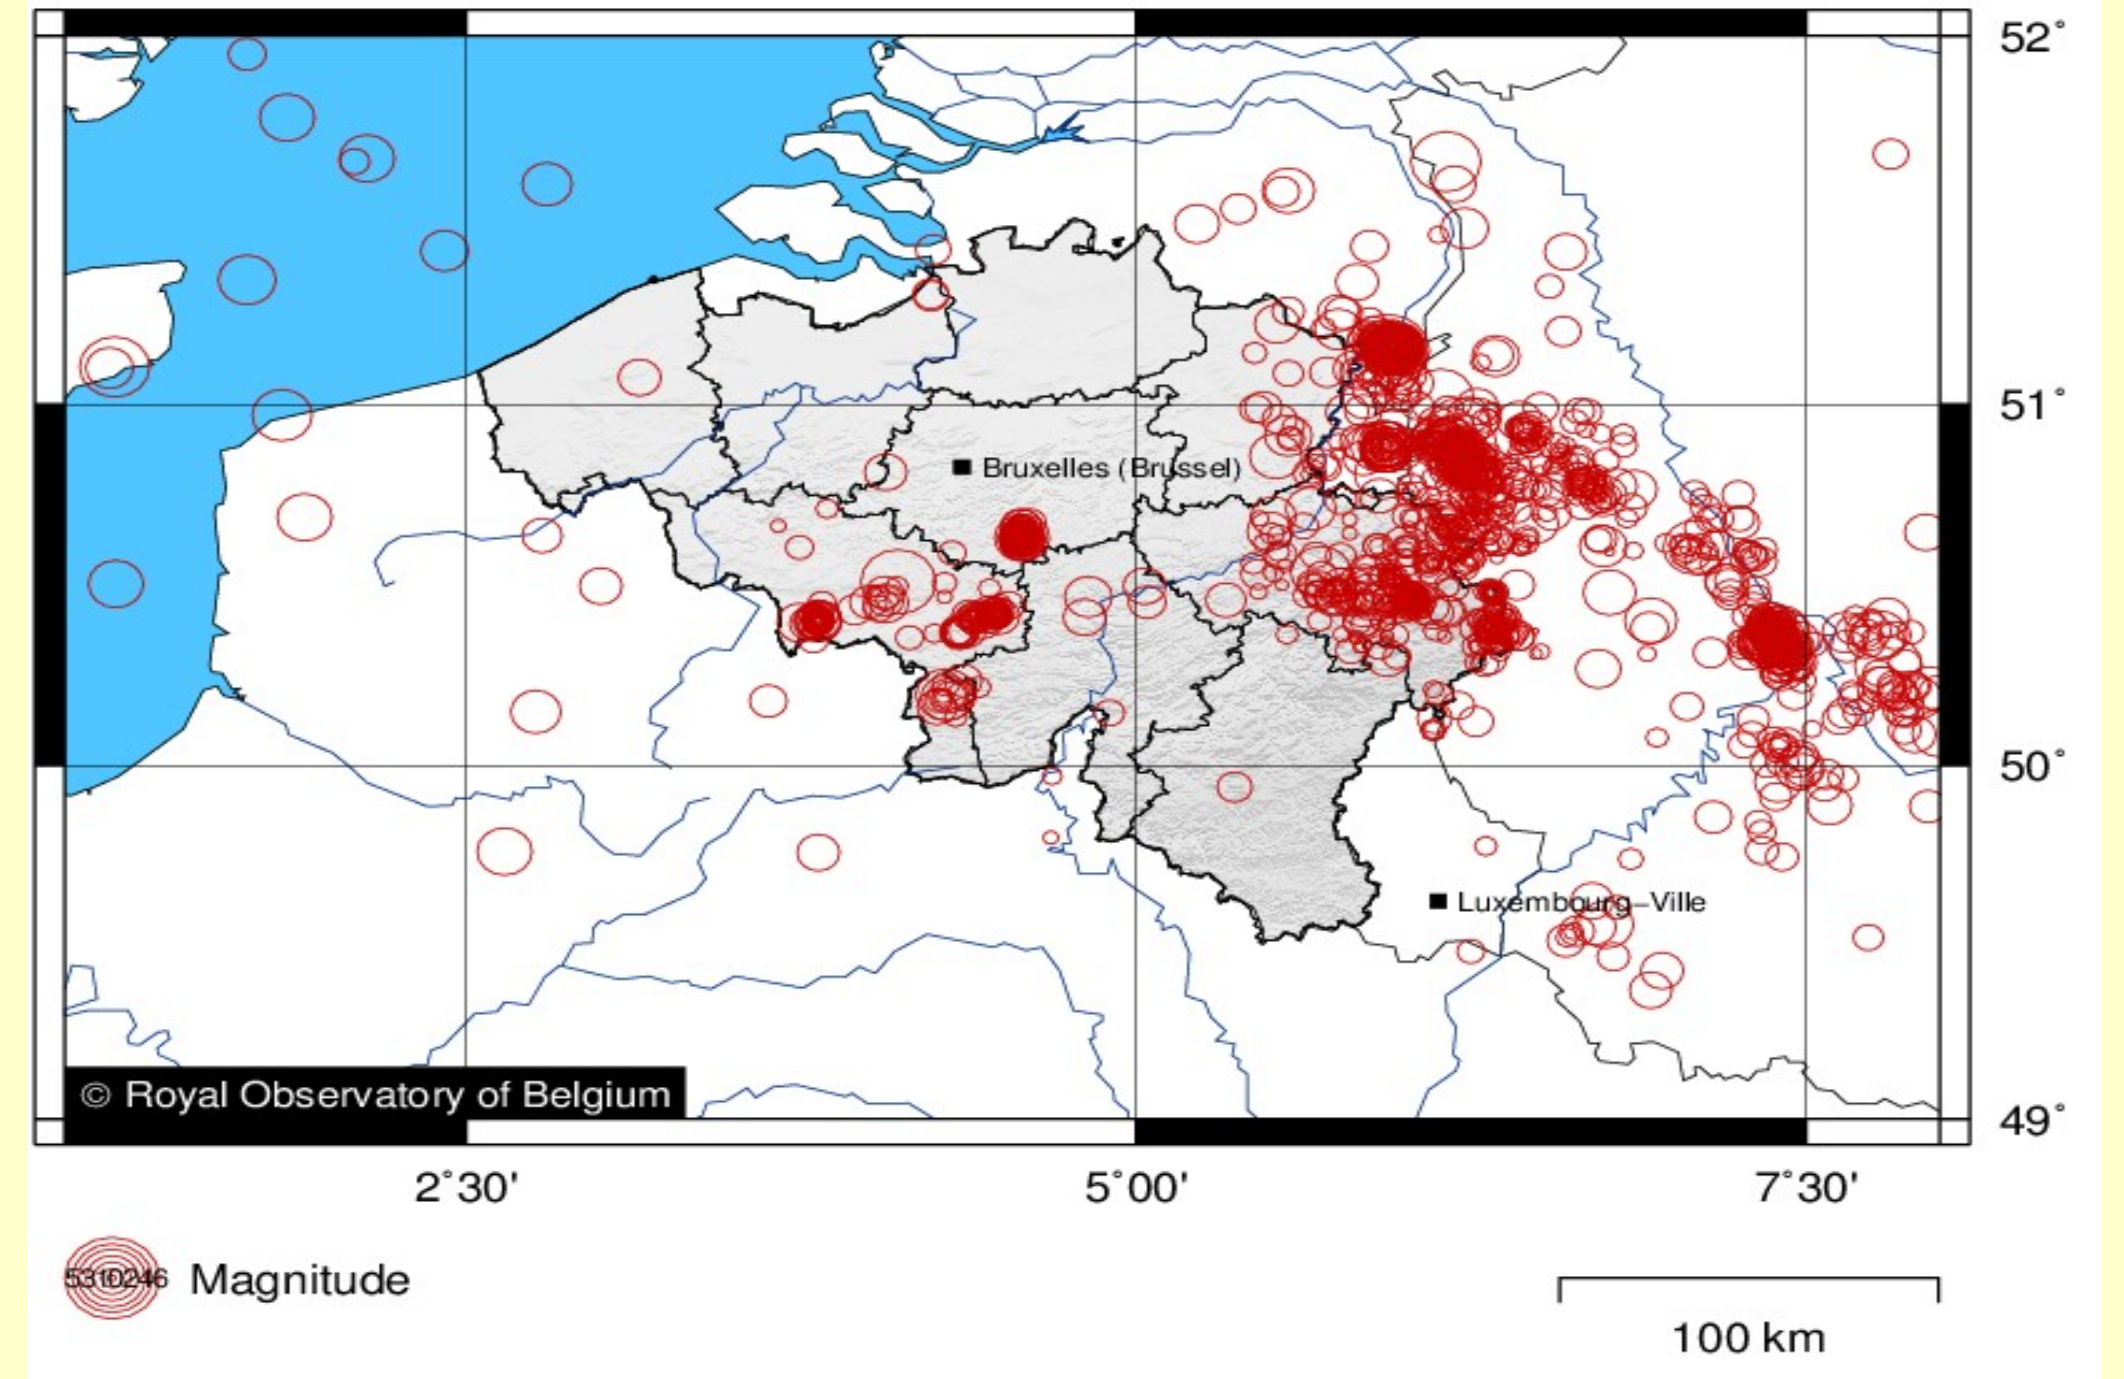 52°
51°
Bruxelles (Brussel)
50°
Luxembourg–Ville
© Royal Observatory of Belgium
49°
2°30' 5°00' 7°30'
Magnitude
100 km